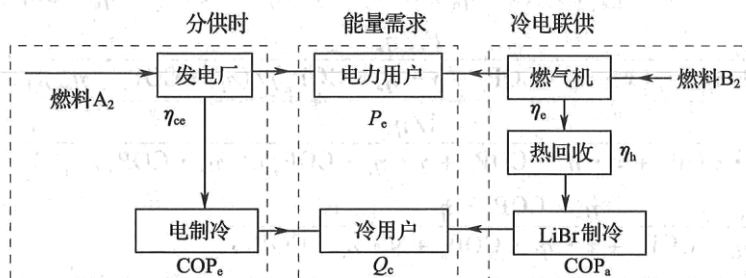 分供时 能量需求 冷电联供
燃料A₂ 发电厂 电力用户 燃气机 燃料B₂
ηce Pe ηe
热回收 ηh
电制冷 冷用户 LiBr制冷
COPe Qc COPa